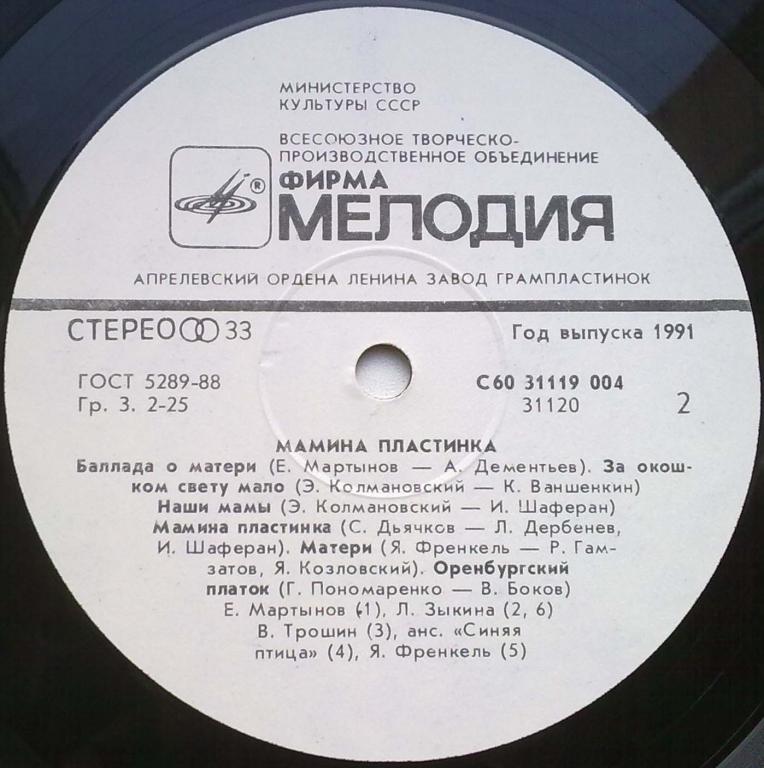 МИНИСТЕРСТВО
КУЛЬТУРЫ СССР
ВСЕСОЮЗНОЕ ТВОРЧЕСКО-
ПРОИЗВОДСТВЕННОЕ ОБЪЕДИНЕНИЕ
®
ФИРМА
МЕЛОДИЯ
АПРЕЛЕВСКИЙ ОРДЕНА ЛЕНИНА ЗАВОД ГРАМПЛАСТИНОК
СТЕРЕО 33 Год выпуска 1991
ГОСТ 5289-88 С60 31119 004
Гр. 3. 2-25 31120 2
МАМИНА ПЛАСТИНКА
Баллада о матери (Е. Мартынов — А. Дементьев). За окош-
ком свету мало (Э. Колмановский — К. Ваншенкин)
Наши мамы (Э. Колмановский — И. Шаферан)
Мамина пластинка (С. Дьячков — Л. Дербенев,
И. Шаферан). Матери (Я. Френкель — Р. Гам-
затов, Я. Козловский). Оренбургский
платок (Г. Пономаренко — В. Боков)
Е. Мартынов (1), Л. Зыкина (2, 6)
В. Трошин (3), анс. «Синяя
птица» (4), Я. Френкель (5)